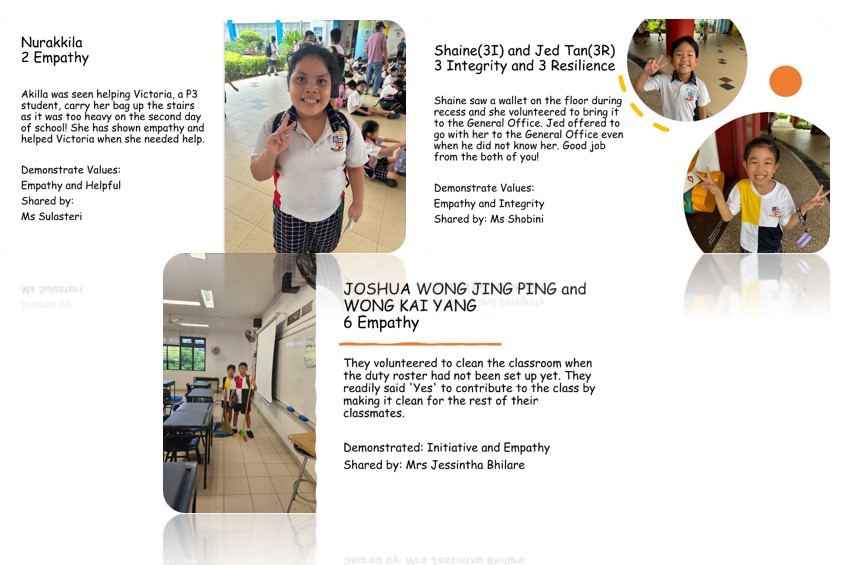 Nurakkila
2 Empathy
Akilla was seen helping Victoria, a P3
student, carry her bag up the stairs
as it was too heavy on the second day
of school! She has shown empathy and
helped Victoria when she needed help.
Demonstrate Values:
Empathy and Helpful
Shared by:
Ms Sulasteri
Shaine(3I) and Jed Tan(3R)
3 Integrity and 3 Resilience
Shaine saw a wallet on the floor during
recess and she volunteered to bring it
to the General Office. Jed offered to
go with her to the General Office even
when he did not know her. Good job
from the both of you!
Demonstrate Values:
Empathy and Integrity
Shared by: Ms Shobini
JOSHUA WONG JING PING and
WONG KAI YANG
6 Empathy
They volunteered to clean the classroom when
the duty roster had not been set up yet. They
readily said 'Yes' to contribute to the class by
making it clean for the rest of their
classmates.
Demonstrated: Initiative and Empathy
Shared by: Mrs Jessintha Bhilare